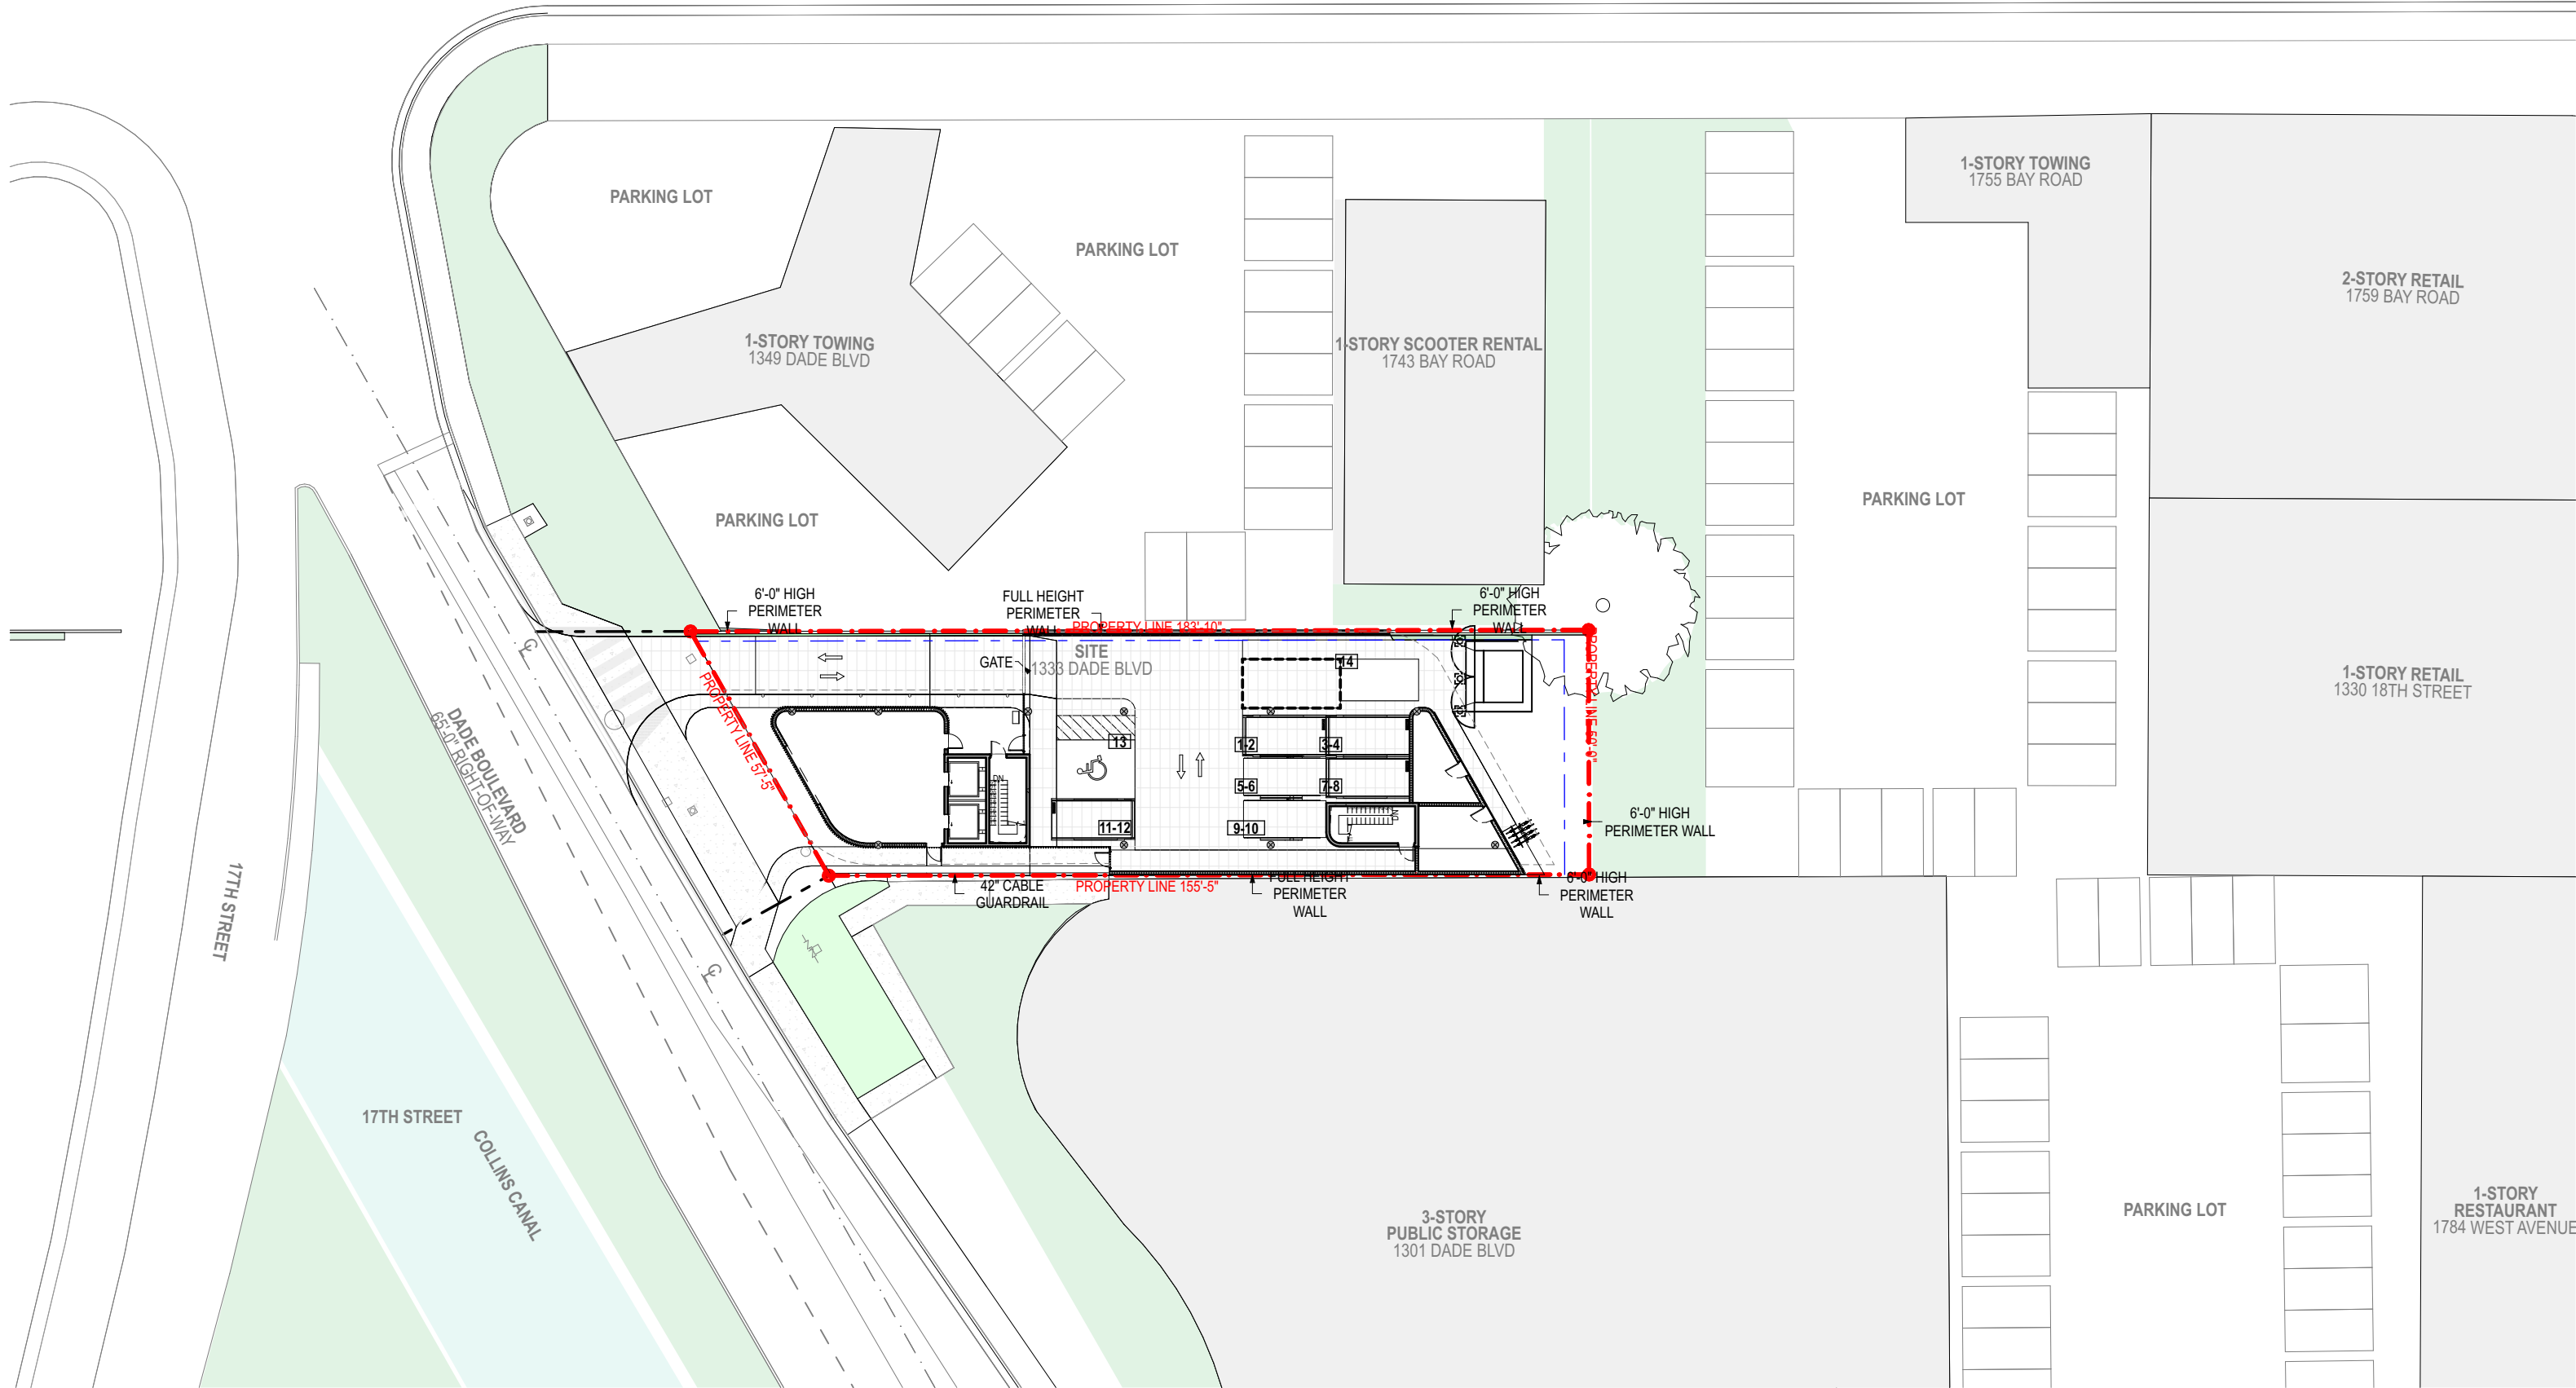 PARKING LOT
PARKING LOT
1-STORY TOWING
1755 BAY ROAD
2-STORY RETAIL
1759 BAY ROAD
1-STORY TOWING
1349 DADE BLVD
1-STORY SCOOTER RENTAL
1743 BAY ROAD
PARKING LOT
PARKING LOT
6'-0" HIGH
PERIMETER
WALL
FULL HEIGHT
PERIMETER
WALL
6'-0" HIGH
PERIMETER
WALL
PROPERTY LINE 183'-10"
SITE
1333 DADE BLVD
GATE
14
PROPERTY LINE 50'-0"
PROPERTY LINE 57'-5"
1-STORY RETAIL
1330 18TH STREET
13
1-2
3-4
5-6
7-8
DN
11-12
9-10
DN
6'-0" HIGH
PERIMETER WALL
DADE BOULEVARD
65'-0" RIGHT-OF-WAY
17TH STREET
42" CABLE
GUARDRAIL
PROPERTY LINE 155'-5"
FULL HEIGHT
PERIMETER
WALL
6'-0" HIGH
PERIMETER
WALL
17TH STREET
COLLINS CANAL
3-STORY
PUBLIC STORAGE
1301 DADE BLVD
PARKING LOT
1-STORY
RESTAURANT
1784 WEST AVENUE